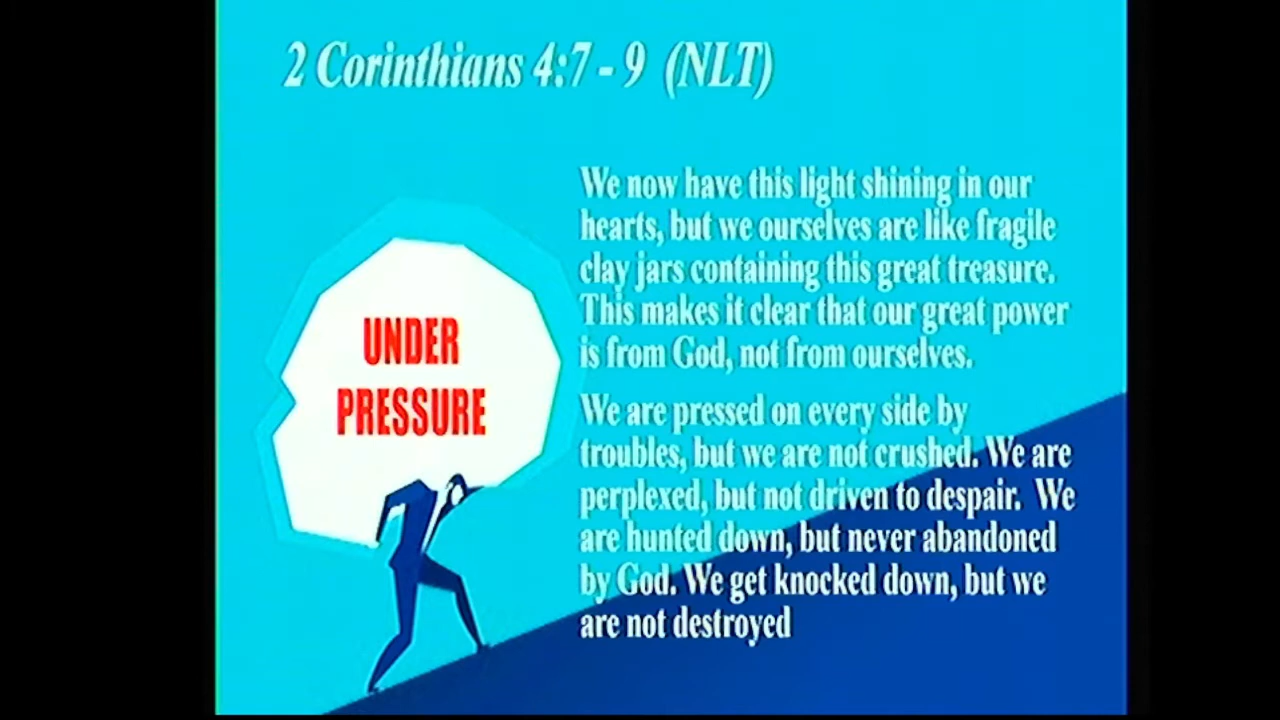 2 Corinthians 4:7 - 9 (NLT)
We now have this light shining in our
hearts, but we ourselves are like fragile
clay jars containing this great treasure.
This makes it clear that our great power
is from God, not from ourselves.
We are pressed on every side by
troubles, but we are not crushed. We are
perplexed, but not driven to despair. We
are hunted down, but never abandoned
by God. We get knocked down, but we
are not destroyed
UNDER
PRESSURE